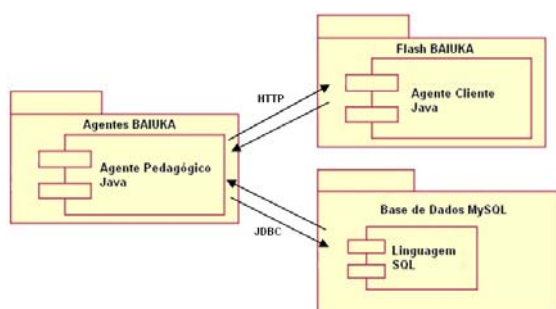 Flash BAIUKA
Agente Cliente
Java
HTTP
Agentes BAIUKA
Agente Pedagógico
Java
JDBC
Base de Dados MySQL
Linguagem
SQL